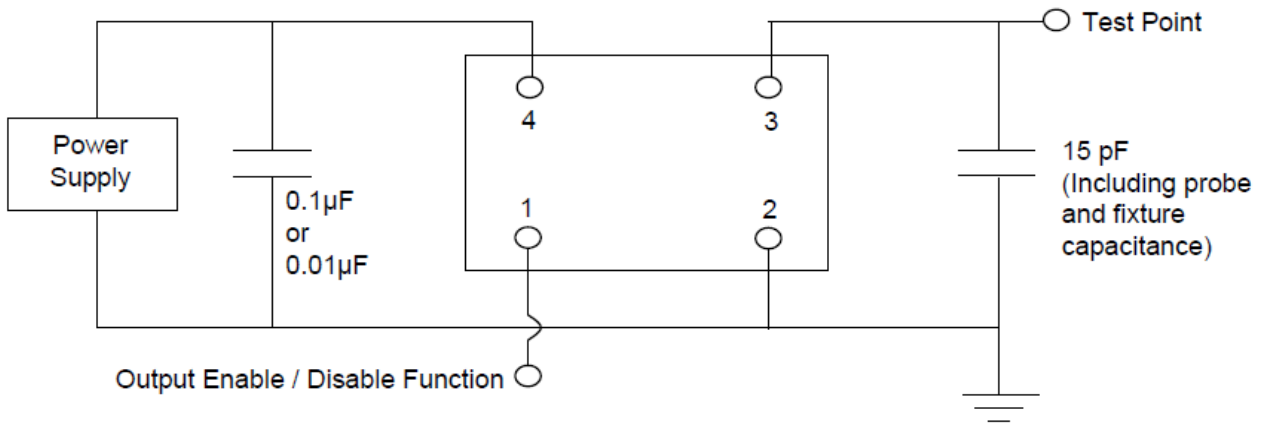 Test Point
4
3
Power
Supply
15 pF
(Including probe
and fixture
capacitance)
0.1µF
or
0.01µF
1
2
Output Enable / Disable Function